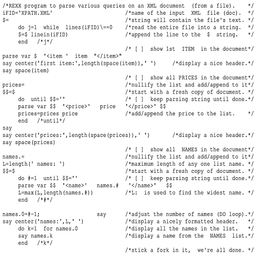 /*REXX program to parse various queries on an XML document (from a file). */
iFID='XPATH.XML' /*name of the input XML file (doc). */
$= /*string will contain the file's text. */
do j=1 while lines(iFID)\==0 /*read the entire file into a string. */
$=$ linein(iFID) /*append the line to the $ string. */
end /*j*/
/* [↓] show 1st ITEM in the document*/
parse var $ '<item ' item "</item>"
say center('first item:',length(space(item)),'─') /*display a nice header.*/
say space(item)
/* [↓] show all PRICES in the document*/
prices= /*nullify the list and add/append to it*/
$$=$ /*start with a fresh copy of document. */
do until $$='' /* [↓] keep parsing string until done.*/
parse var $$ '<price>' price '</price>' $$
prices=prices price /*add/append the price to the list. */
end /*until*/
say
say center('prices:',length(space(prices)),'─') /*display a nice header.*/
say space(prices)
/* [↓] show all NAMES in the document*/
names.= /*nullify the list and add/append to it*/
L=length(' names: ') /*maximum length of any one list name. */
$$=$ /*start with a fresh copy of document. */
do #=1 until $$='' /* [↓] keep parsing string until done.*/
parse var $$ '<name>' names.# '</name>' $$
L=max(L,length(names.#)) /*L: is used to find the widest name. */
end /*#*/
names.0=#-1; say /*adjust the number of names (DO loop).*/
say center('names:',L,'─') /*display a nicely formatted header. */
do k=1 for names.0 /*display all the names in the list. */
say names.k /*display a name from the NAMES list.*/
end /*k*/
/*stick a fork in it, we're all done. */